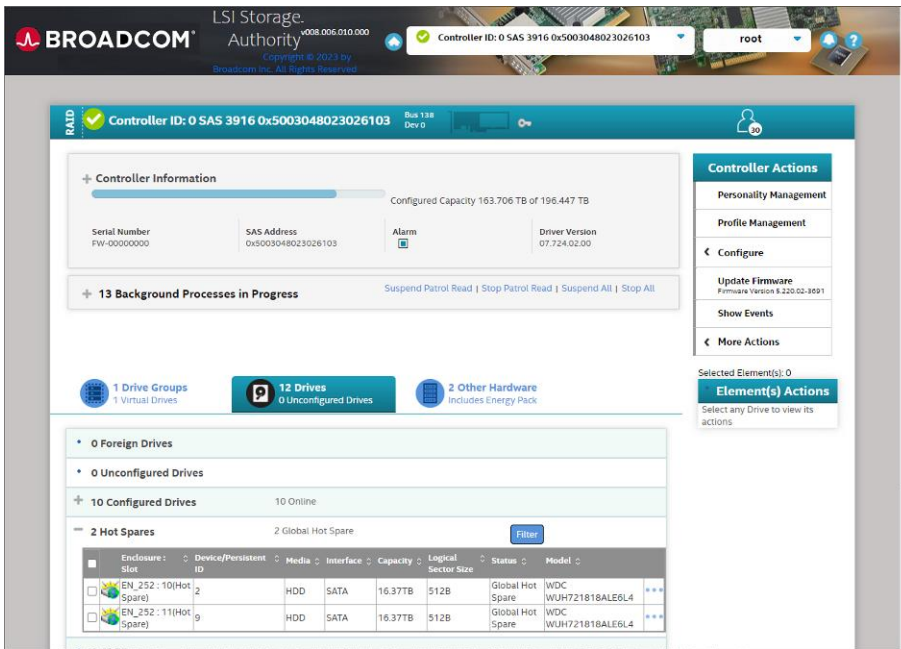 BROADCOM®
LSI Storage
Authority v008.006.010.000
Copyright © 2023 by
Broadcom Inc. All Rights Reserved
Controller ID: 0 SAS 3916 0x5003048023026103
root
RAID
Controller ID: 0 SAS 3916 0x5003048023026103
Bus 138
Dev 0
30
Controller Information
Configured Capacity 163.706 TB of 196.447 TB
Serial Number
FW-00000000
SAS Address
0x5003048023026103
Alarm
Driver Version
07.724.02.00
13 Background Processes in Progress
Suspend Patrol Read | Stop Patrol Read | Suspend All | Stop All
Controller Actions
Personality Management
Profile Management
Configure
Update Firmware
Firmware Version 5.220.02-3691
Show Events
More Actions
Selected Element(s): 0
Element(s) Actions
Select any Drive to view its
actions
1 Drive Groups
1 Virtual Drives
12 Drives
0 Unconfigured Drives
2 Other Hardware
Includes Energy Pack
0 Foreign Drives
0 Unconfigured Drives
10 Configured Drives 10 Online
2 Hot Spares 2 Global Hot Spare Filter
Enclosure : Slot Device/Persistent ID Media Interface Capacity Logical Sector Size Status Model
EN_252 : 10(Hot Spare) 2 HDD SATA 16.37TB 512B Global Hot Spare WDC WUH721818ALE6L4
EN_252 : 11(Hot Spare) 9 HDD SATA 16.37TB 512B Global Hot Spare WDC WUH721818ALE6L4